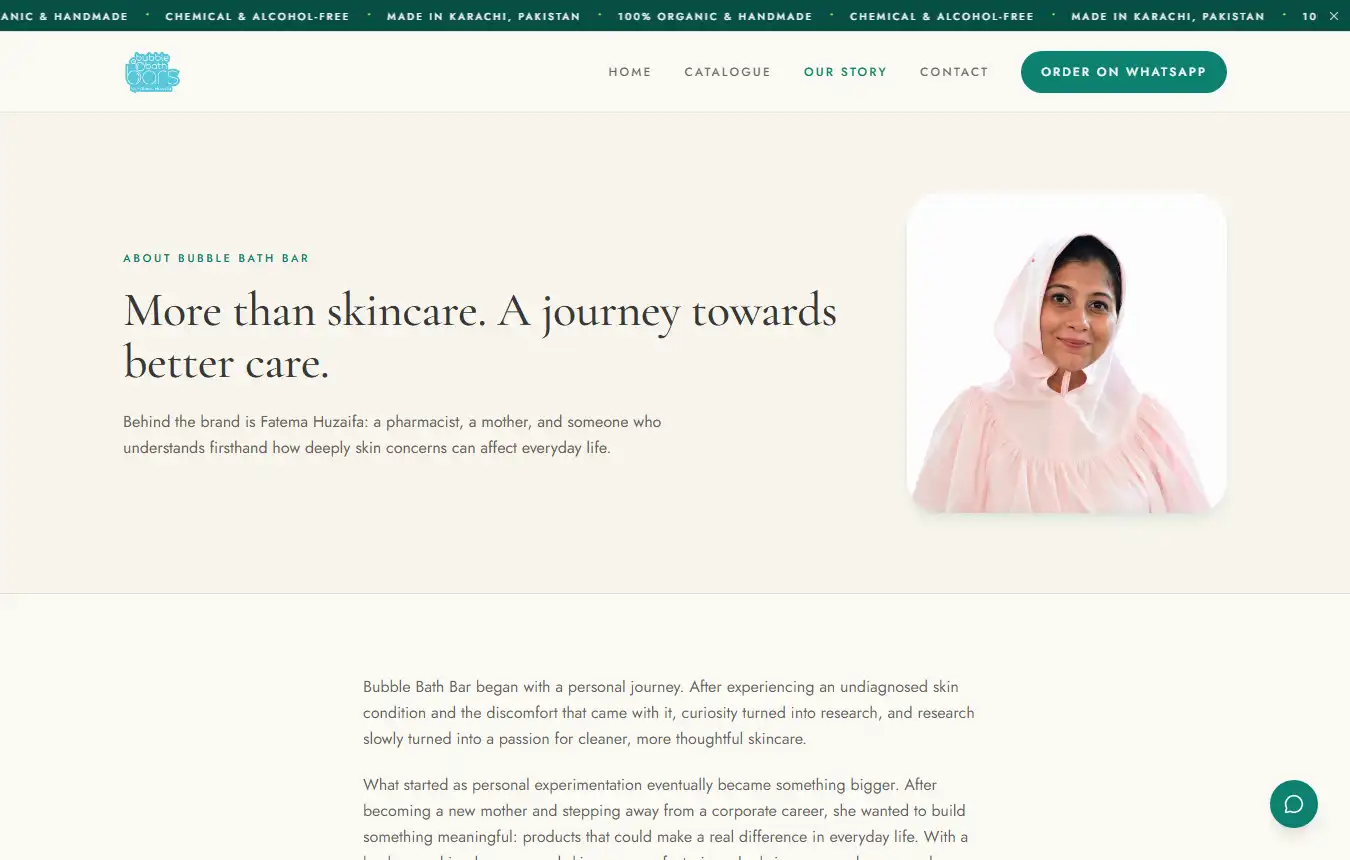 ANIC & HANDMADE · CHEMICAL & ALCOHOL-FREE · MADE IN KARACHI, PAKISTAN · 100% ORGANIC & HANDMADE · CHEMICAL & ALCOHOL-FREE · MADE IN KARACHI, PAKISTAN · 10
bubble
bath
bars
HOME CATALOGUE OUR STORY CONTACT ORDER ON WHATSAPP
ABOUT BUBBLE BATH BAR
More than skincare. A journey towards
better care.
Behind the brand is Fatema Huzaifa: a pharmacist, a mother, and someone who
understands firsthand how deeply skin concerns can affect everyday life.
Bubble Bath Bar began with a personal journey. After experiencing an undiagnosed skin
condition and the discomfort that came with it, curiosity turned into research, and research
slowly turned into a passion for cleaner, more thoughtful skincare.
What started as personal experimentation eventually became something bigger. After
becoming a new mother and stepping away from a corporate career, she wanted to build
something meaningful: products that could make a real difference in everyday life. With a